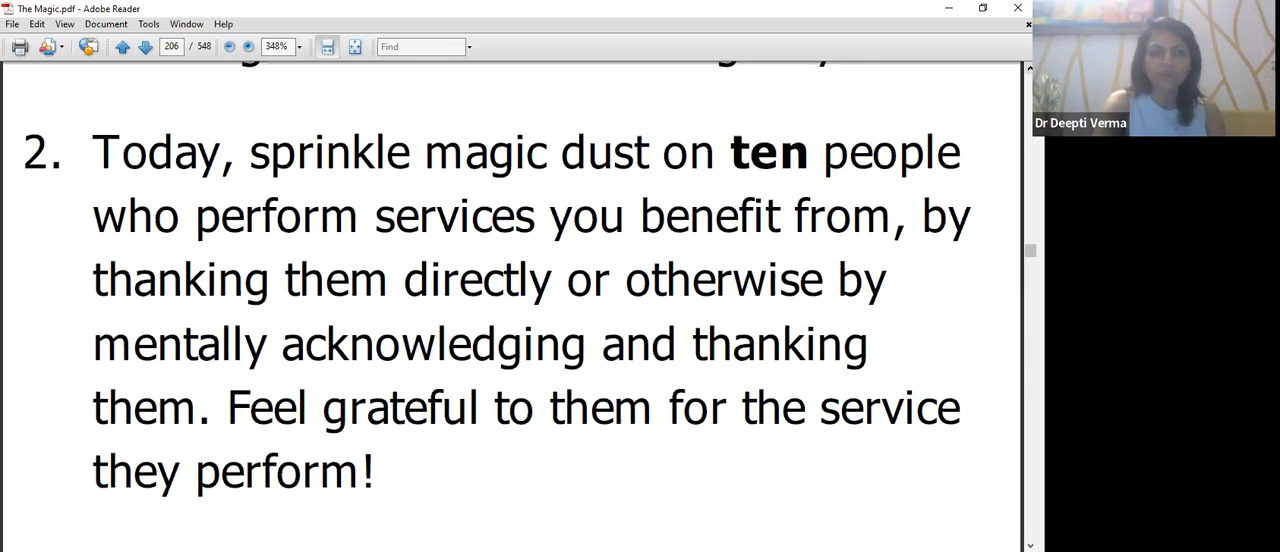 The Magic.pdf - Adobe Reader
File Edit View Document Tools Window Help
206 / 548 348% Find
Dr Deepti Verma
2. Today, sprinkle magic dust on ten people
who perform services you benefit from, by
thanking them directly or otherwise by
mentally acknowledging and thanking
them. Feel grateful to them for the service
they perform!